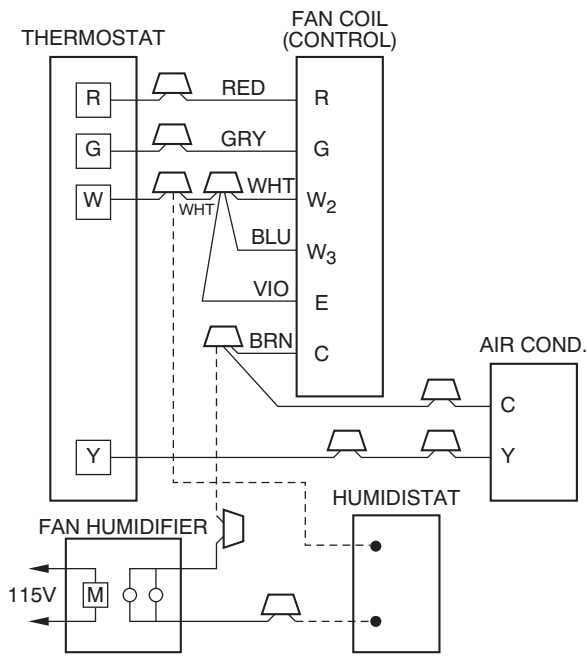 FAN COIL
(CONTROL)
THERMOSTAT
R
RED
R
G
GRY
G
W
WHT
WHT
W2
BLU
W3
VIO
E
BRN
C
AIR COND.
C
Y
Y
HUMIDISTAT
FAN HUMIDIFIER
115V
M